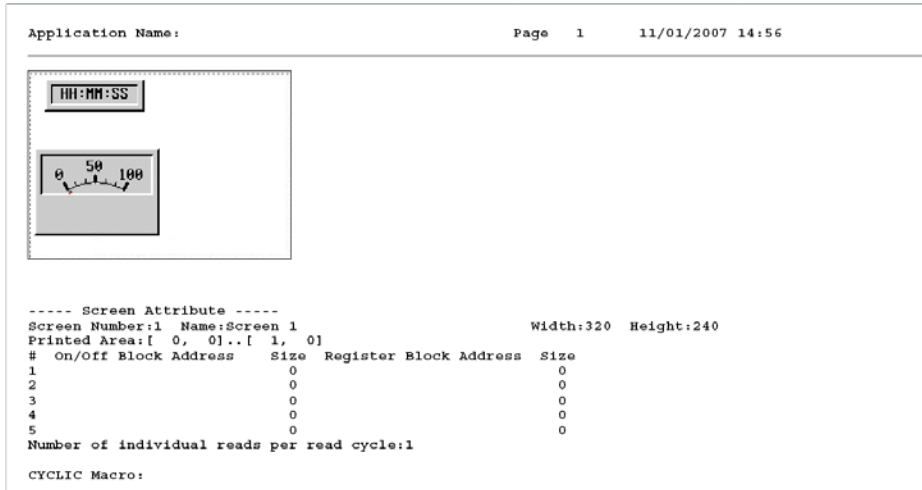 Application Name: Page 1 11/01/2007 14:56
HH:MM:SS
0 50 100
----- Screen Attribute -----
Screen Number:1 Name:Screen 1 Width:320 Height:240
Printed Area:[ 0, 0]..[ 1, 0]
# On/Off Block Address Size Register Block Address Size
1 0 0
2 0 0
3 0 0
4 0 0
5 0 0
Number of individual reads per read cycle:1
CYCLIC Macro: